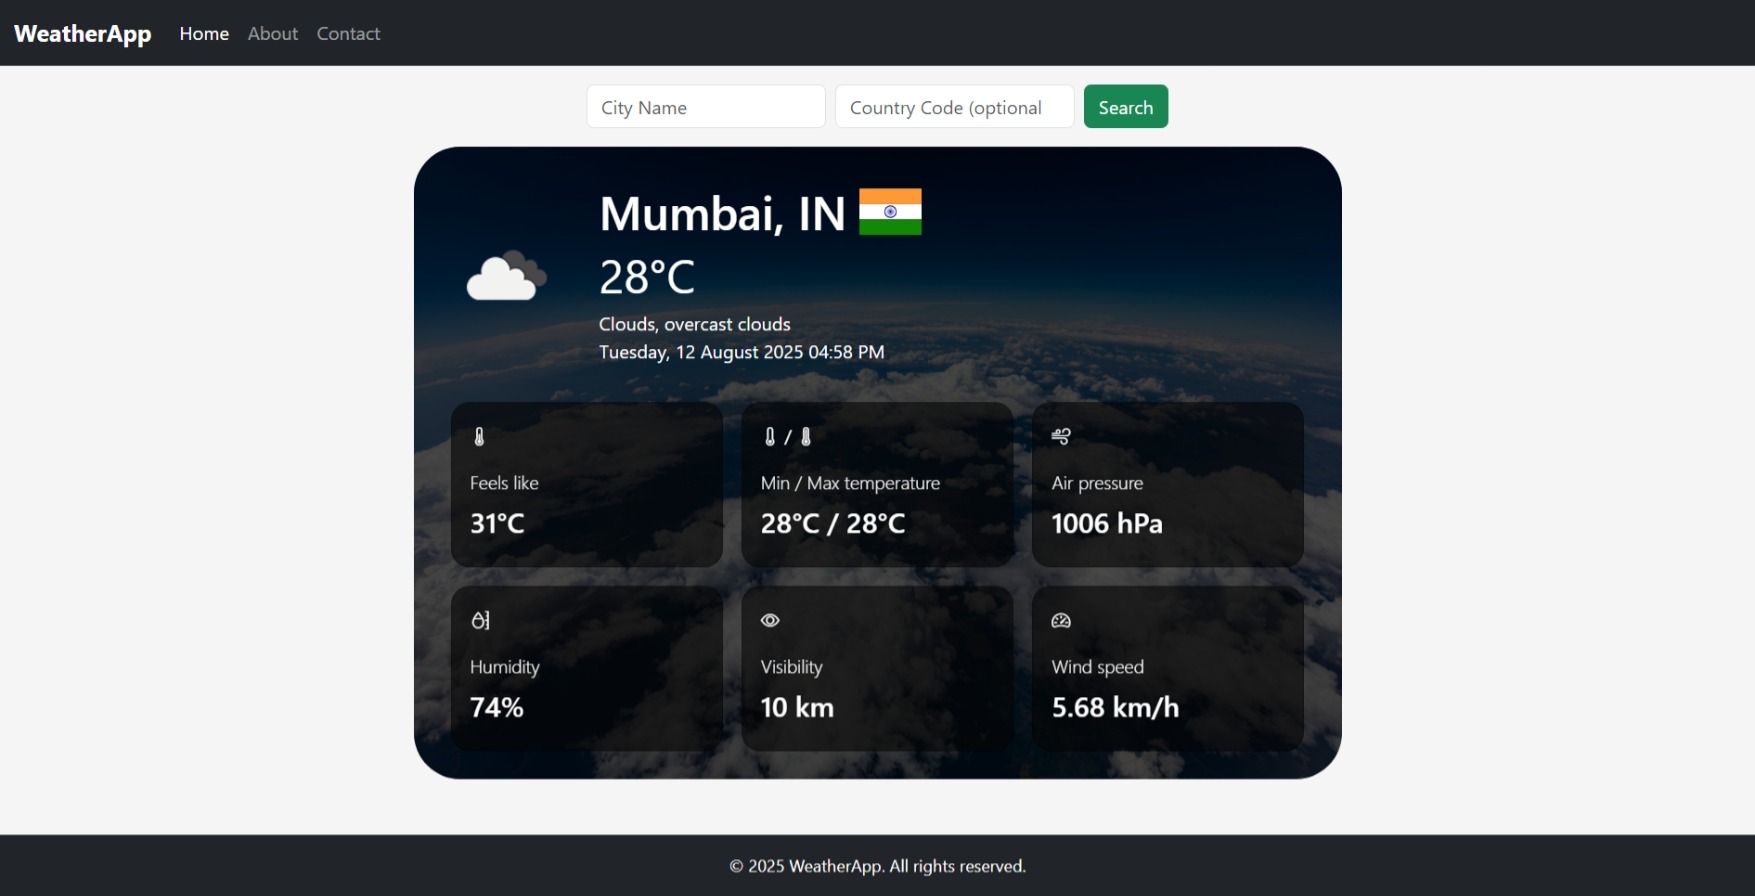 WeatherApp Home About Contact
City Name Country Code (optional Search
Mumbai, IN
28°C
Clouds, overcast clouds
Tuesday, 12 August 2025 04:58 PM
/
Feels like
31°C
Min / Max temperature
28°C / 28°C
Air pressure
1006 hPa
Humidity
74%
Visibility
10 km
Wind speed
5.68 km/h
© 2025 WeatherApp. All rights reserved.